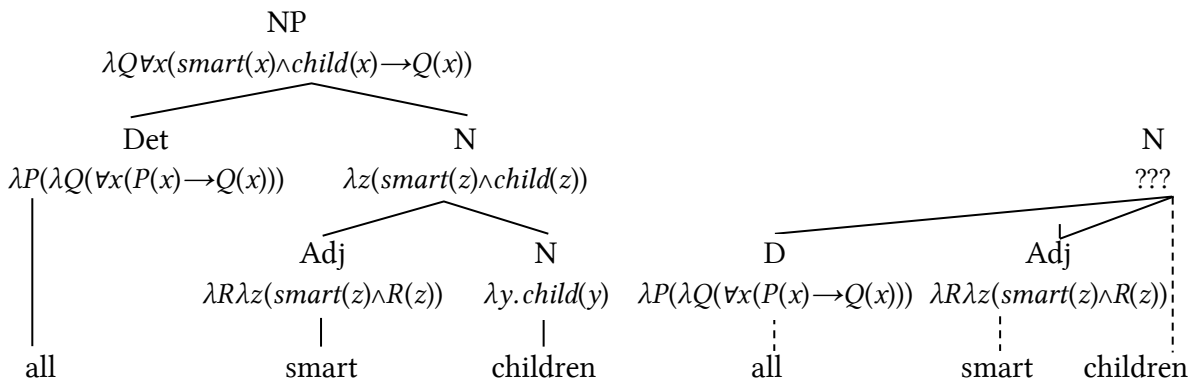 NP
λQ∀x(smart(x)∧child(x)→Q(x))
Det N
λP(λQ(∀x(P(x)→Q(x))) λz(smart(z)∧child(z))
Adj N
λRλz(smart(z)∧R(z)) λy.child(y)
all smart children
N
???
D Adj
λP(λQ(∀x(P(x)→Q(x))) λRλz(smart(z)∧R(z))
all smart children